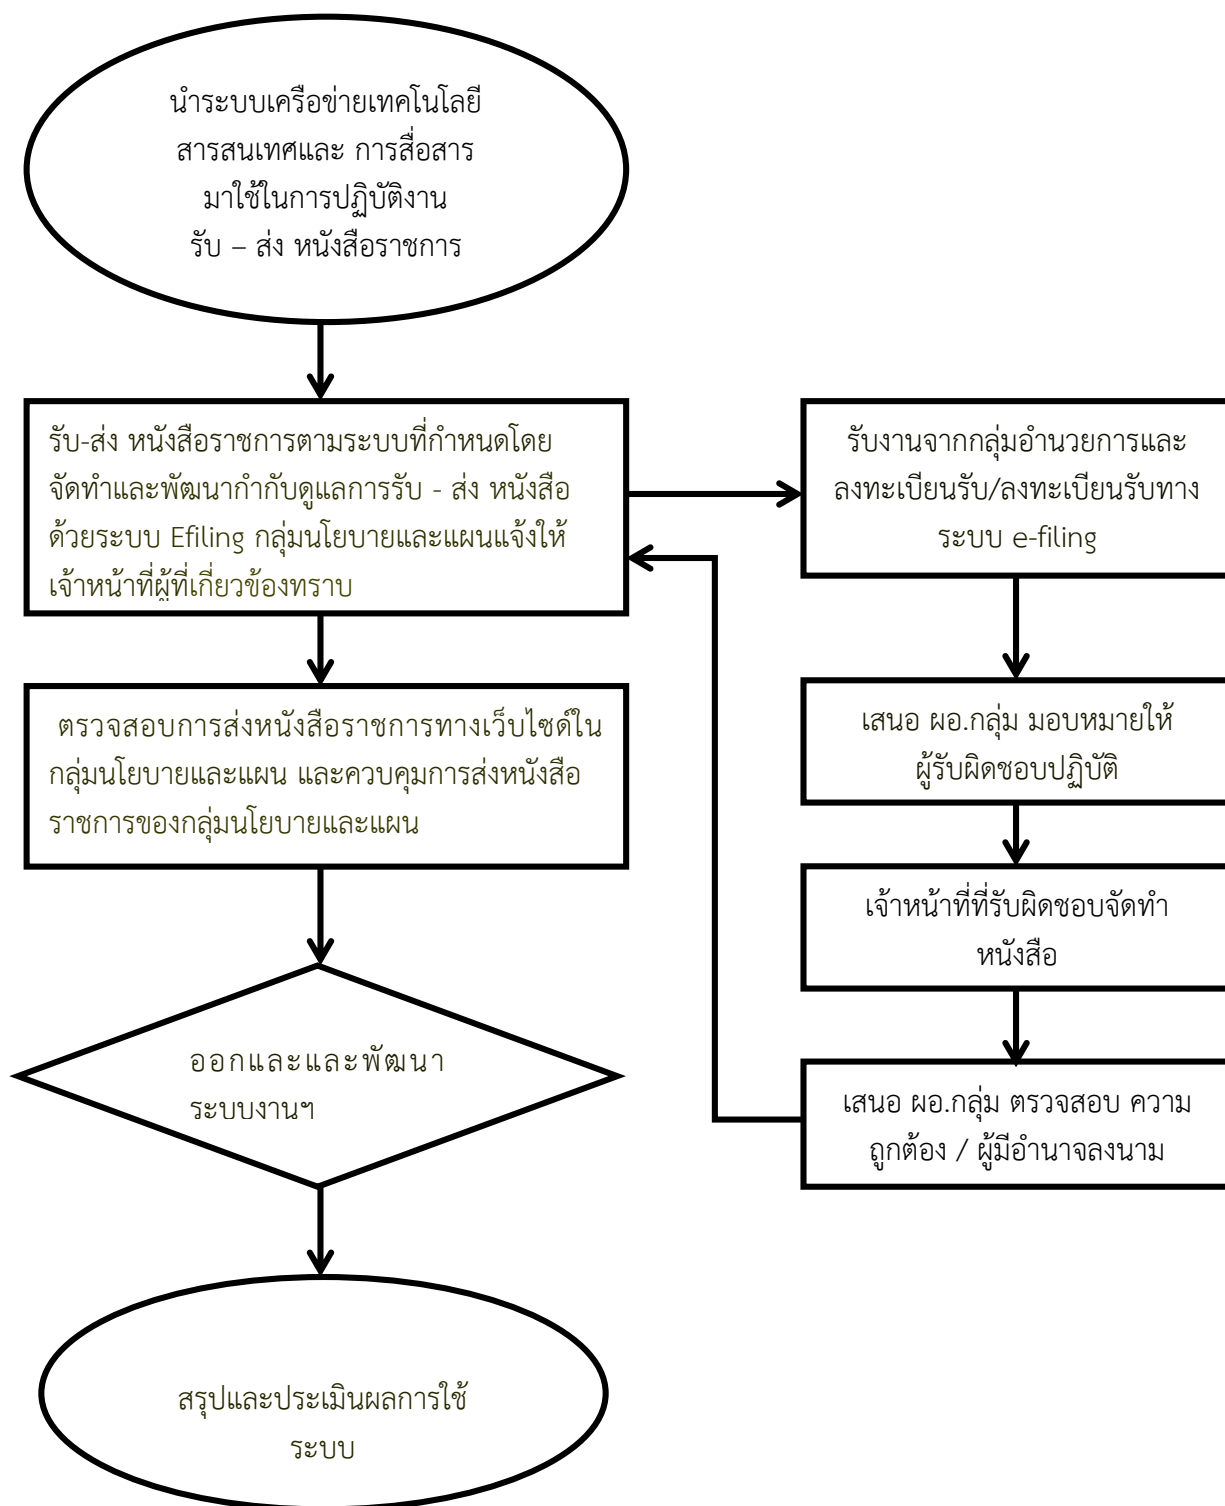 นำระบบเครือข่ายเทคโนโลยี
สารสนเทศและ การสื่อสาร
มาใช้ในการปฏิบัติงาน
รับ – ส่ง หนังสือราชการ
รับ-ส่ง หนังสือราชการตามระบบที่กำหนดโดย
จัดทำและพัฒนากำกับดูแลการรับ - ส่ง หนังสือ
ด้วยระบบ Efiling กลุ่มนโยบายและแผนแจ้งให้
เจ้าหน้าที่ผู้ที่เกี่ยวข้องทราบ
ตรวจสอบการส่งหนังสือราชการทางเว็บไซด์ใน
กลุ่มนโยบายและแผน และควบคุมการส่งหนังสือ
ราชการของกลุ่มนโยบายและแผน
ออกและและพัฒนา
ระบบงานฯ
สรุปและประเมินผลการใช้
ระบบ
รับงานจากกลุ่มอำนวยการและ
ลงทะเบียนรับ/ลงทะเบียนรับทาง
ระบบ e-filing
เสนอ ผอ.กลุ่ม มอบหมายให้
ผู้รับผิดชอบปฏิบัติ
เจ้าหน้าที่ที่รับผิดชอบจัดทำ
หนังสือ
เสนอ ผอ.กลุ่ม ตรวจสอบ ความ
ถูกต้อง / ผู้มีอำนาจลงนาม